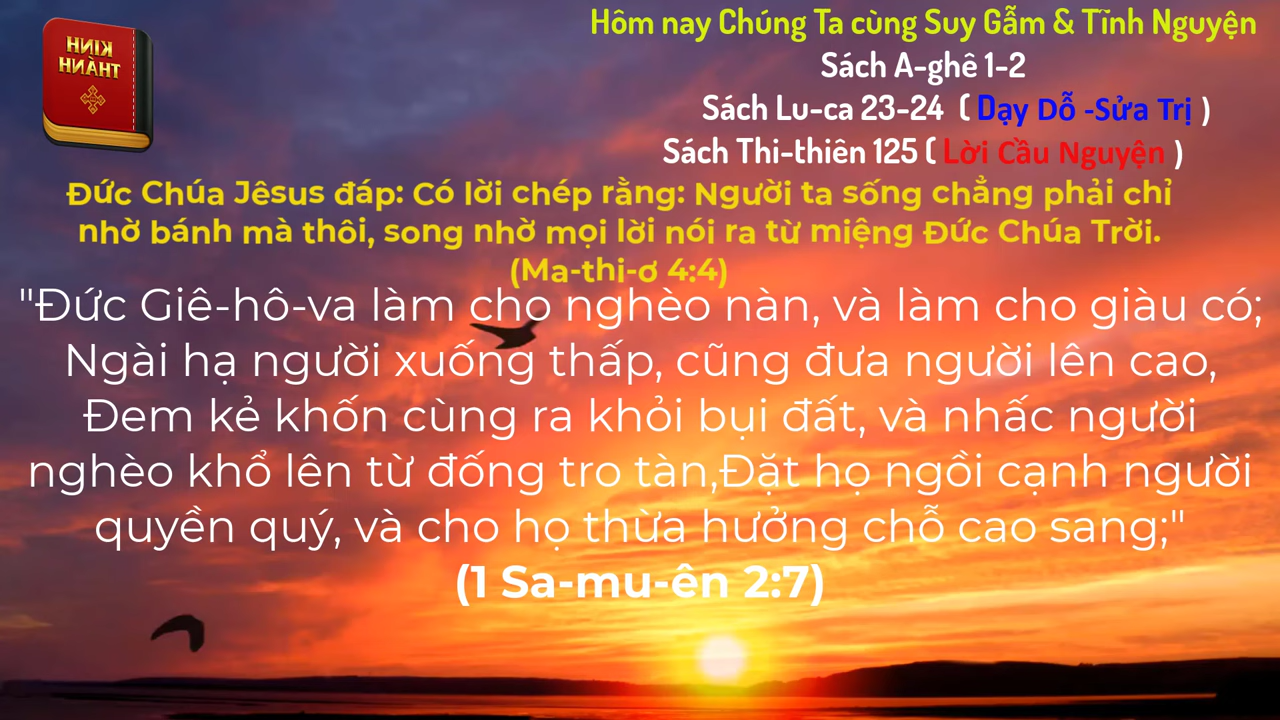 KINH
THÁNH
Hôm nay Chúng Ta cùng Suy Gẫm & Tĩnh Nguyện
Sách A-ghê 1-2
Sách Lu-ca 23-24 ( Dạy Dỗ -Sửa Trị )
Sách Thi-thiên 125 ( Lời Cầu Nguyện )
Đức Chúa Jêsus đáp: Có lời chép rằng: Người ta sống chẳng phải chỉ
nhờ bánh mà thôi, song nhờ mọi lời nói ra từ miệng Đức Chúa Trời.
(Ma-thi-ơ 4:4)
"Đức Giê-hô-va làm cho nghèo nàn, và làm cho giàu có;
Ngài hạ người xuống thấp, cũng đưa người lên cao,
Đem kẻ khốn cùng ra khỏi bụi đất, và nhấc người
nghèo khổ lên từ đống tro tàn,Đặt họ ngồi cạnh người
quyền quý, và cho họ thừa hưởng chỗ cao sang;"
(1 Sa-mu-ên 2:7)